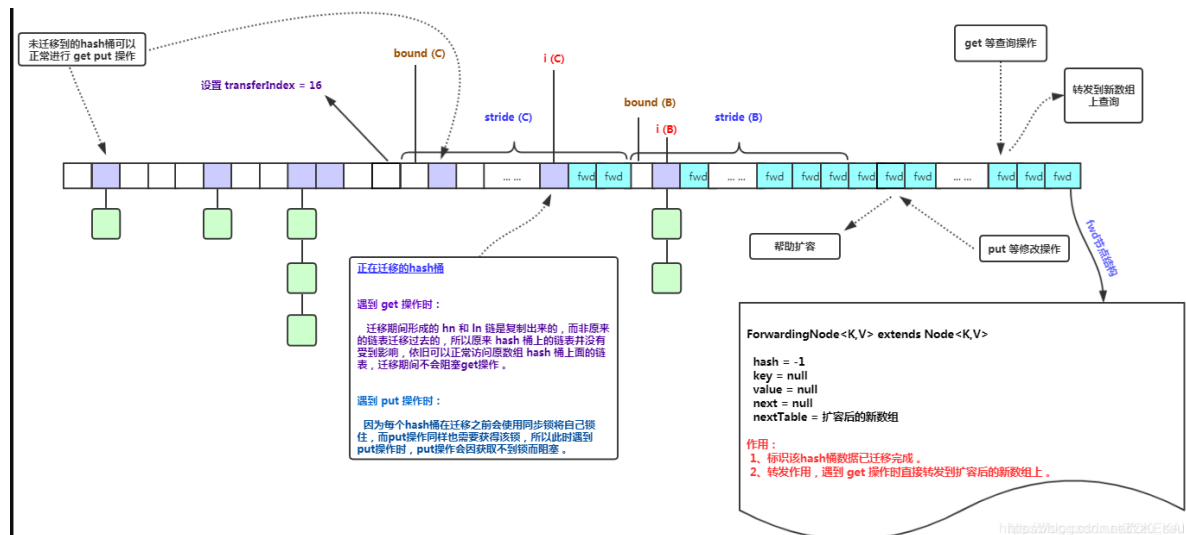 未迁移到的hash桶可以
正常进行 get put 操作
设置 transferIndex = 16
bound (C)
i (C)
stride (C)
bound (B)
i (B)
stride (B)
get 等查询操作
转发到新数组
上查询
... ...
fwd
fwd
fwd
... ...
fwd
fwd
fwd
fwd
fwd
fwd
... ...
fwd
fwd
fwd
帮助扩容
put 等修改操作
fwd节点结构
正在迁移的hash桶
遇到 get 操作时：
迁移期间形成的 hn 和 ln 链是复制出来的，而非原来
的链表迁移过去的，所以原来 hash 桶上的链表并没有
受到影响，依旧可以正常访问原数组 hash 桶上面的链
表，迁移期间不会阻塞get操作 。
遇到 put 操作时：
因为每个hash桶在迁移之前会使用同步锁将自己锁
住，而put操作同样也需要获得该锁，所以此时遇到
put操作时，put操作会因获取不到锁而阻塞 。
ForwardingNode<K,V> extends Node<K,V>
hash = -1
key = null
value = null
next = null
nextTable = 扩容后的新数组
作用：
1、标识该hash桶数据已迁移完成 。
2、转发作用，遇到 get 操作时直接转发到扩容后的新数组上 。